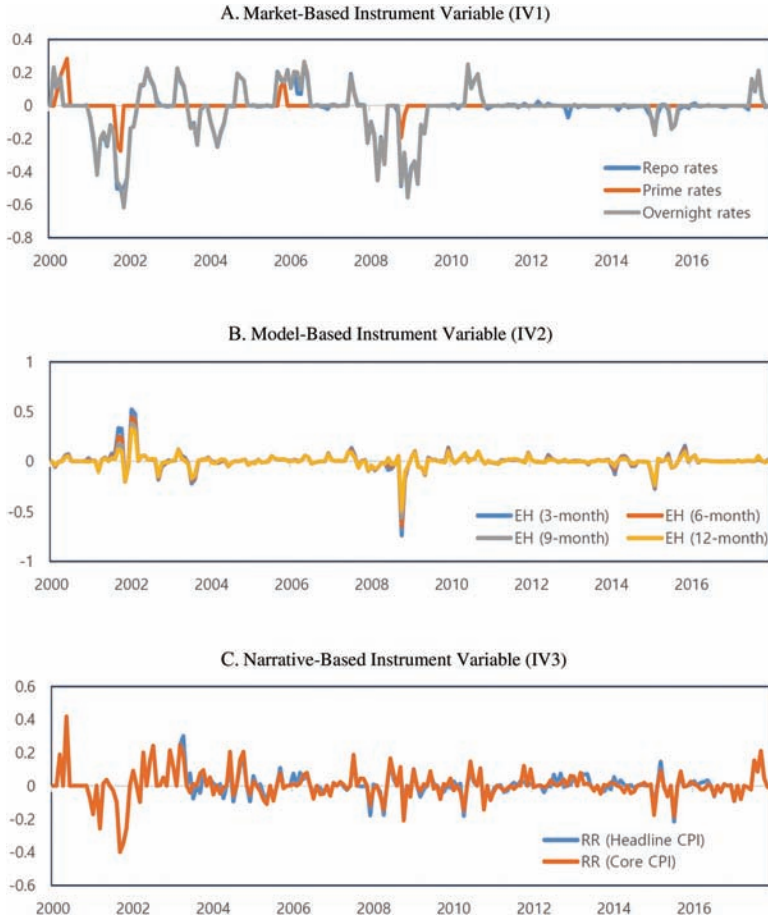 A. Market-Based Instrument Variable (IV1)
0.4
0.2
0
-0.2
-0.4
-0.6
-0.8
Repo rates
Prime rates
Overnight rates
2000 2002 2004 2006 2008 2010 2012 2014 2016
B. Model-Based Instrument Variable (IV2)
1
0.5
0
-0.5
-1
EH (3-month) EH (6-month)
EH (9-month) EH (12-month)
2000 2002 2004 2006 2008 2010 2012 2014 2016
C. Narrative-Based Instrument Variable (IV3)
0.6
0.4
0.2
0
-0.2
-0.4
-0.6
RR (Headline CPI)
RR (Core CPI)
2000 2002 2004 2006 2008 2010 2012 2014 2016